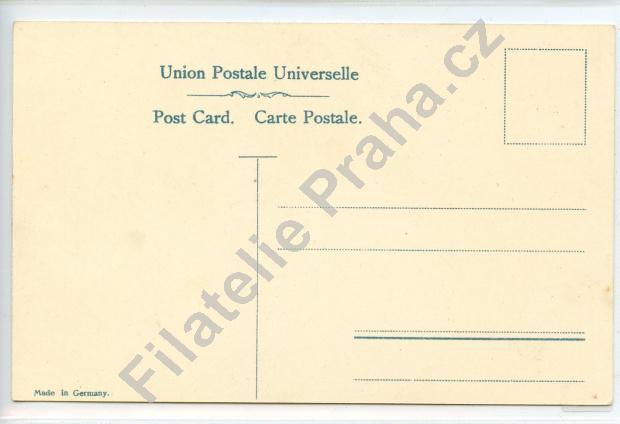 Union Postale Universelle
Post Card. Carte Postale.
Made in Germany.
Filatelie Praha.cz